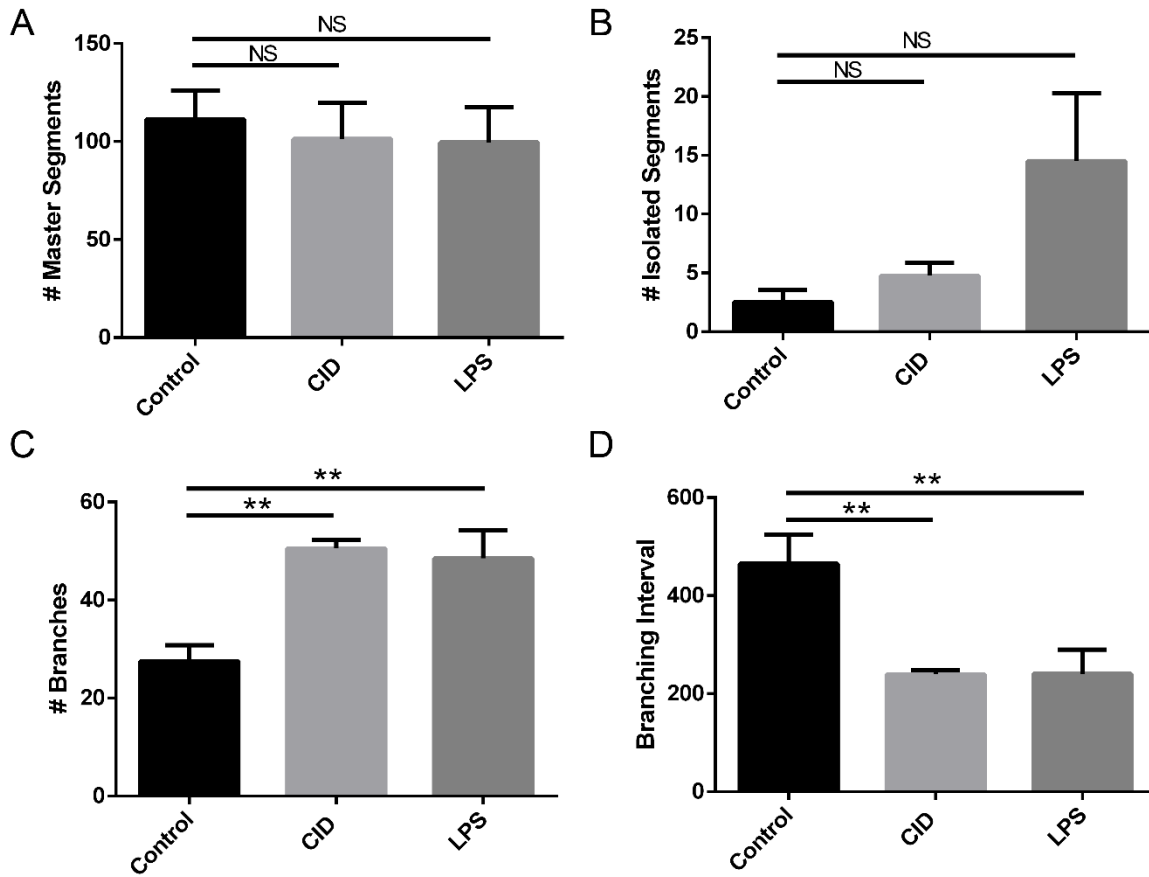 A
NS
NS
150
100
50
0
# Master Segments
Control
CID
LPS
B
NS
NS
25
20
15
10
5
0
# Isolated Segments
Control
CID
LPS
C
**
**
60
40
20
0
# Branches
Control
CID
LPS
D
**
**
600
400
200
0
Branching Interval
Control
CID
LPS